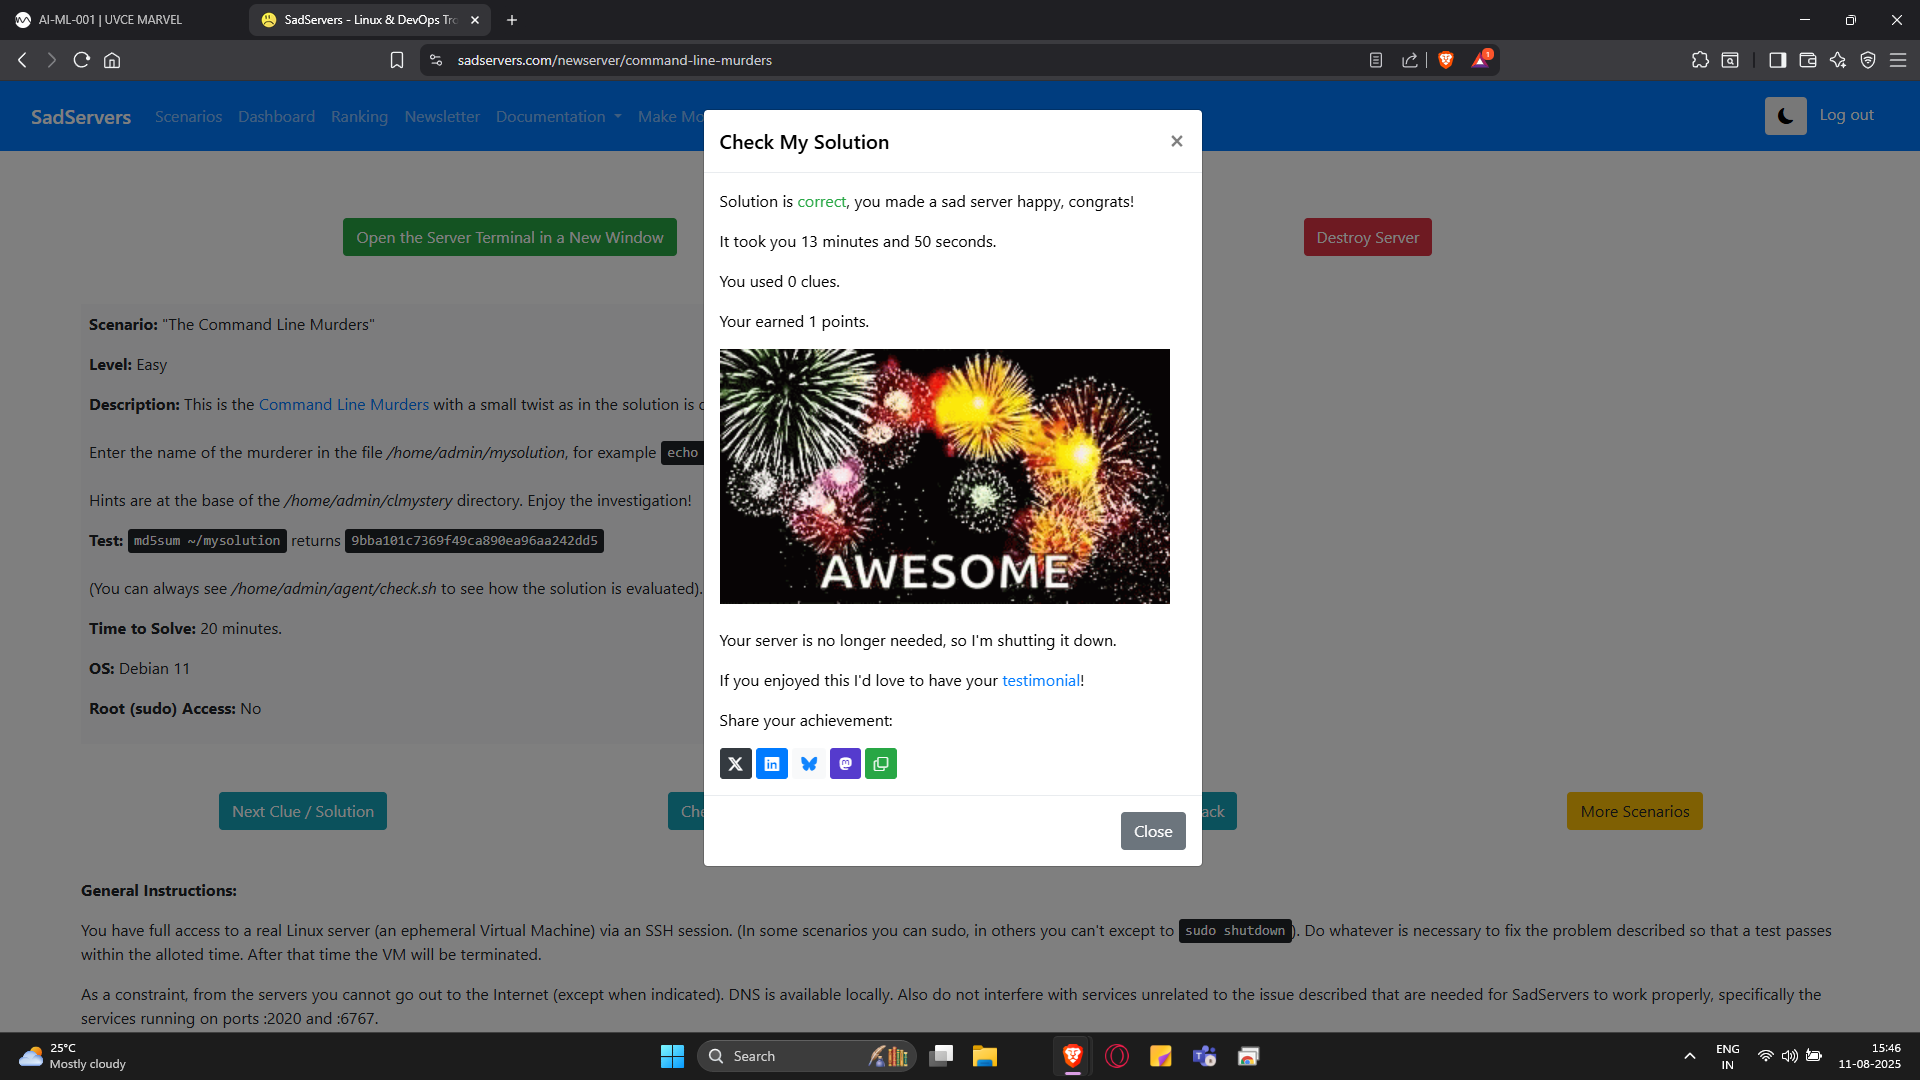 AI-ML-001 | UVCE MARVEL
SadServers - Linux & DevOps Tro
sadservers.com/newserver/command-line-murders
1
SadServers Scenarios Dashboard Ranking Newsletter Documentation Make Mo
Log out
Check My Solution
Solution is correct, you made a sad server happy, congrats!
It took you 13 minutes and 50 seconds.
You used 0 clues.
Your earned 1 points.
AWESOME
Your server is no longer needed, so I'm shutting it down.
If you enjoyed this I'd love to have your testimonial!
Share your achievement:
Close
Open the Server Terminal in a New Window
Destroy Server
Scenario: "The Command Line Murders"
Level: Easy
Description: This is the Command Line Murders with a small twist as in the solution is
Enter the name of the murderer in the file /home/admin/mysolution, for example echo
Hints are at the base of the /home/admin/clmystery directory. Enjoy the investigation!
Test: md5sum ~/mysolution returns 9bba101c7369f49ca890ea96aa242dd5
(You can always see /home/admin/agent/check.sh to see how the solution is evaluated).
Time to Solve: 20 minutes.
OS: Debian 11
Root (sudo) Access: No
Next Clue / Solution
Che
ack
More Scenarios
General Instructions:
You have full access to a real Linux server (an ephemeral Virtual Machine) via an SSH session. (In some scenarios you can sudo, in others you can't except to sudo shutdown). Do whatever is necessary to fix the problem described so that a test passes
within the alloted time. After that time the VM will be terminated.
As a constraint, from the servers you cannot go out to the Internet (except when indicated). DNS is available locally. Also do not interfere with services unrelated to the issue described that are needed for SadServers to work properly, specifically the
services running on ports :2020 and :6767.
25°C
Mostly cloudy
Search
ENG
IN
15:46
11-08-2025